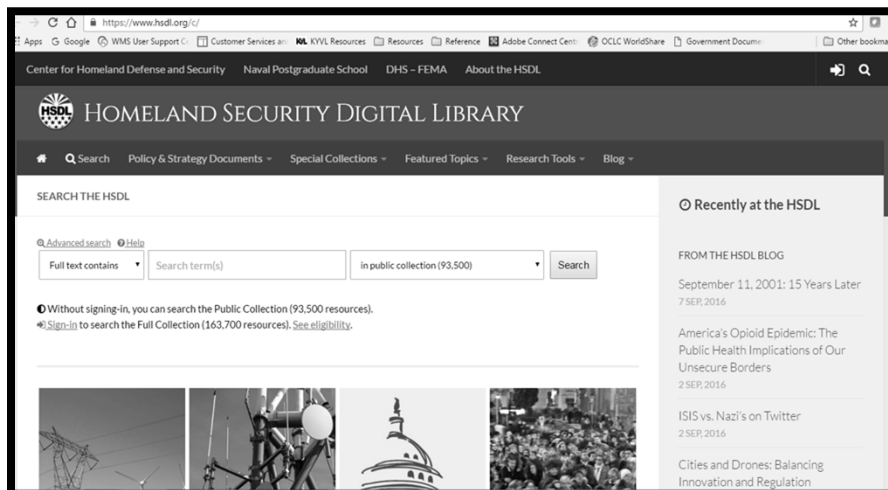 https://www.hsdl.org/c/
Apps Google WMS User Support C Customer Services an KYVL Resources Resources Reference Adobe Connect Cent OCLC WorldShare Government Docume Other bookma
Center for Homeland Defense and Security Naval Postgraduate School DHS – FEMA About the HSDL
HSDL HOMELAND SECURITY DIGITAL LIBRARY
Search Policy & Strategy Documents Special Collections Featured Topics Research Tools Blog
SEARCH THE HSDL
Advanced search Help
Full text contains Search term(s) in public collection (93,500) Search
Without signing-in, you can search the Public Collection (93,500 resources).
Sign-in to search the Full Collection (163,700 resources). See eligibility.
Recently at the HSDL
FROM THE HSDL BLOG
September 11, 2001: 15 Years Later
7 SEP, 2016
America's Opioid Epidemic: The
Public Health Implications of Our
Unsecure Borders
2 SEP, 2016
ISIS vs. Nazi's on Twitter
2 SEP, 2016
Cities and Drones: Balancing
Innovation and Regulation